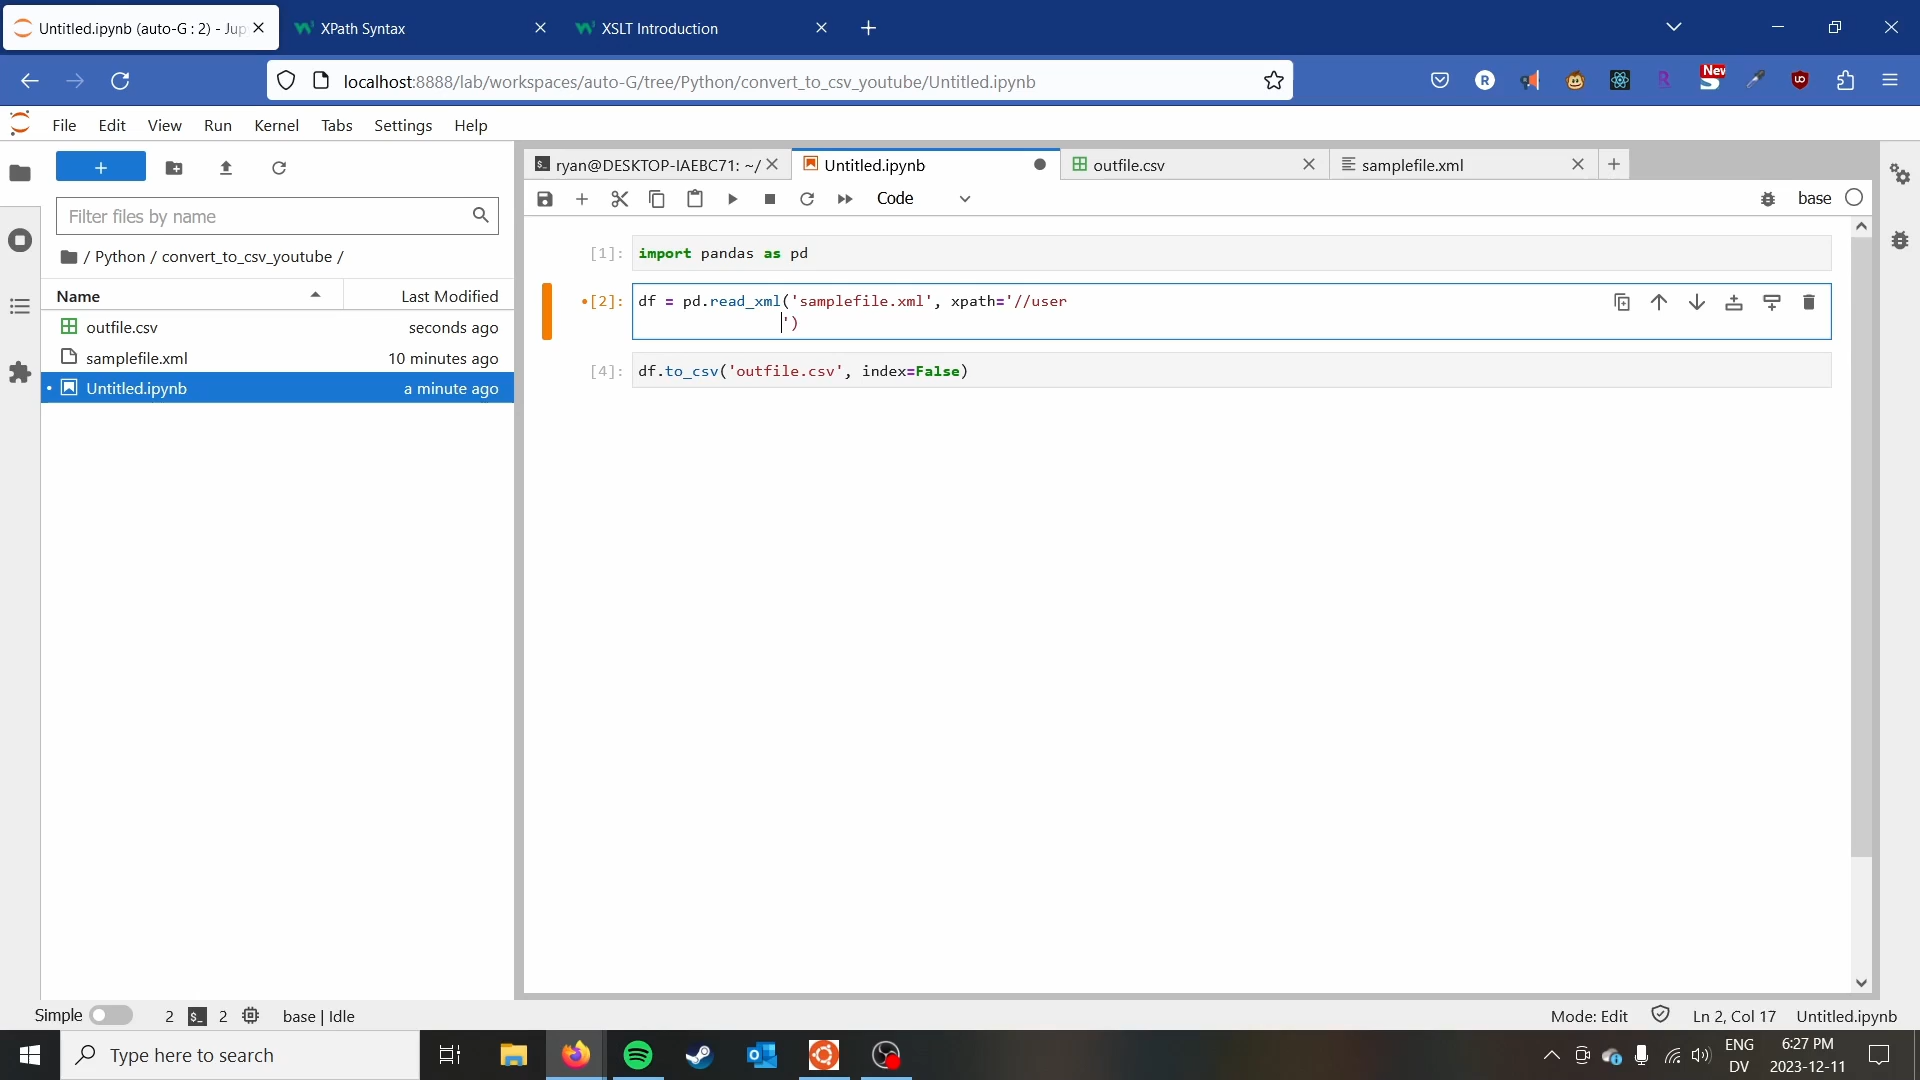 Untitled.ipynb (auto-G : 2) - Jup
XPath Syntax
XSLT Introduction
localhost:8888/lab/workspaces/auto-G/tree/Python/convert_to_csv_youtube/Untitled.ipynb
New
File Edit View Run Kernel Tabs Settings Help
Filter files by name
/ Python / convert_to_csv_youtube /
Name Last Modified
outfile.csv seconds ago
samplefile.xml 10 minutes ago
Untitled.ipynb a minute ago
ryan@DESKTOP-IAEBC71: ~/
Untitled.ipynb
outfile.csv
samplefile.xml
Code
base
[1]: import pandas as pd
[2]: df = pd.read_xml('samplefile.xml', xpath='//user
')
[4]: df.to_csv('outfile.csv', index=False)
Simple 2 $_ 2 base | Idle
Mode: Edit Ln 2, Col 17 Untitled.ipynb
Type here to search
ENG
DV
6:27 PM
2023-12-11